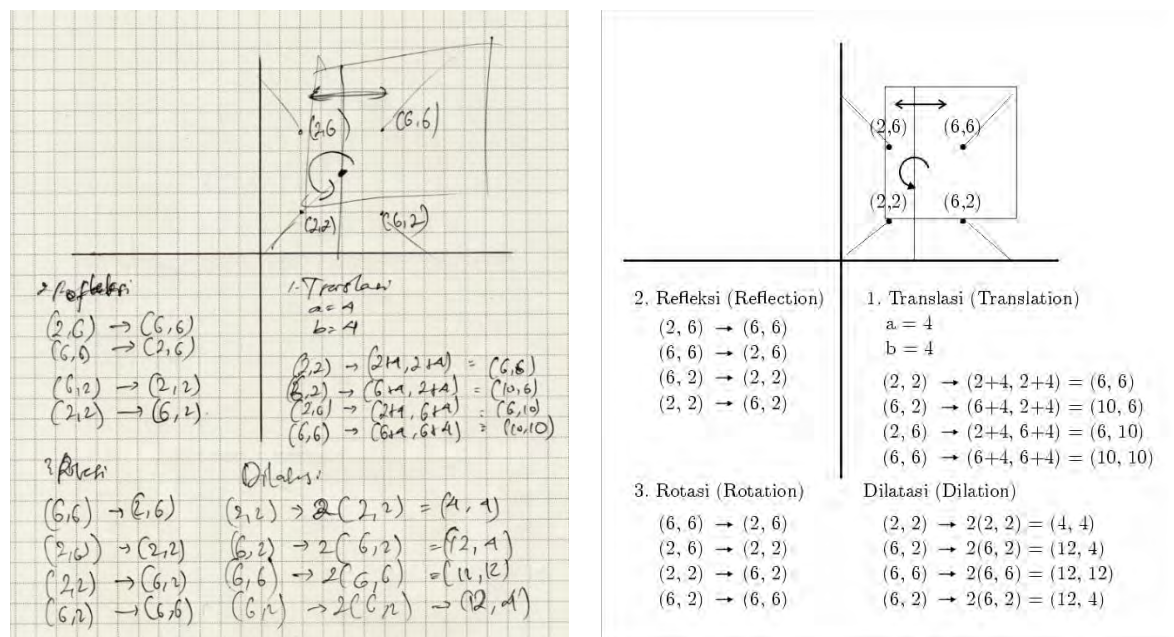 (2,6) (6,6)
(2,2) (6,2)
2. Refleksi
(2,6) → (6,6)
(6,6) → (2,6)
(6,2) → (2,2)
(2,2) → (6,2)
1. Translasi
a = 4
b = 4
(2,2) → (2+4, 2+4) = (6,6)
(6,2) → (6+4, 2+4) = (10,6)
(2,6) → (2+4, 6+4) = (6,10)
(6,6) → (6+4, 6+4) = (10,10)
3. Rotasi
(6,6) → (2,6)
(2,6) → (2,2)
(2,2) → (6,2)
(6,2) → (6,6)
Dilatasi
(2,2) → 2(2,2) = (4,4)
(6,2) → 2(6,2) = (12,4)
(6,6) → 2(6,6) = (12,12)
(6,2) → 2(6,2) → (12,4)
(2,6) (6,6)
(2,2) (6,2)
2. Refleksi (Reflection)
(2, 6) → (6, 6)
(6, 6) → (2, 6)
(6, 2) → (2, 2)
(2, 2) → (6, 2)
1. Translasi (Translation)
a = 4
b = 4
(2, 2) → (2+4, 2+4) = (6, 6)
(6, 2) → (6+4, 2+4) = (10, 6)
(2, 6) → (2+4, 6+4) = (6, 10)
(6, 6) → (6+4, 6+4) = (10, 10)
3. Rotasi (Rotation)
(6, 6) → (2, 6)
(2, 6) → (2, 2)
(2, 2) → (6, 2)
(6, 2) → (6, 6)
Dilatasi (Dilation)
(2, 2) → 2(2, 2) = (4, 4)
(6, 2) → 2(6, 2) = (12, 4)
(6, 6) → 2(6, 6) = (12, 12)
(6, 2) → 2(6, 2) = (12, 4)